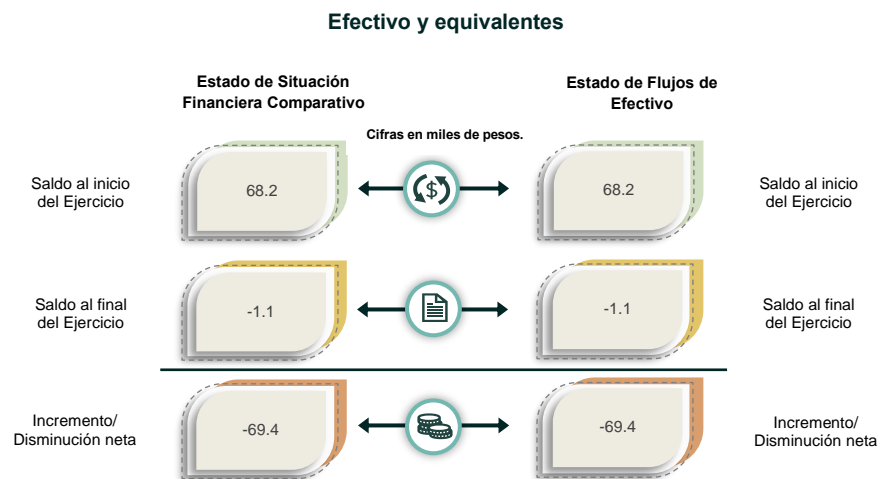 Efectivo y equivalentes
Estado de Situación
Financiera Comparativo
Estado de Flujos de
Efectivo
Cifras en miles de pesos.
Saldo al inicio
del Ejercicio
68.2
$
68.2
Saldo al inicio
del Ejercicio
Saldo al final
del Ejercicio
-1.1
-1.1
Saldo al final
del Ejercicio
Incremento/
Disminución neta
-69.4
-69.4
Incremento/
Disminución neta